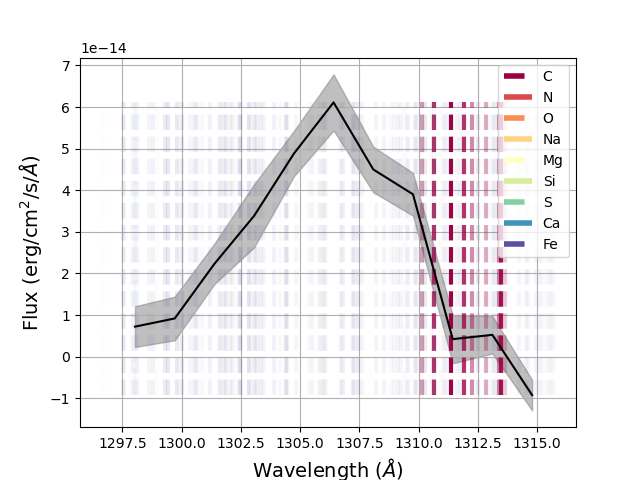 1e−14
7
6
5
4
3
2
1
0
−1
Flux (erg/cm²/s/Å)
1297.5 1300.0 1302.5 1305.0 1307.5 1310.0 1312.5 1315.0
Wavelength (Å)
C
N
O
Na
Mg
Si
S
Ca
Fe